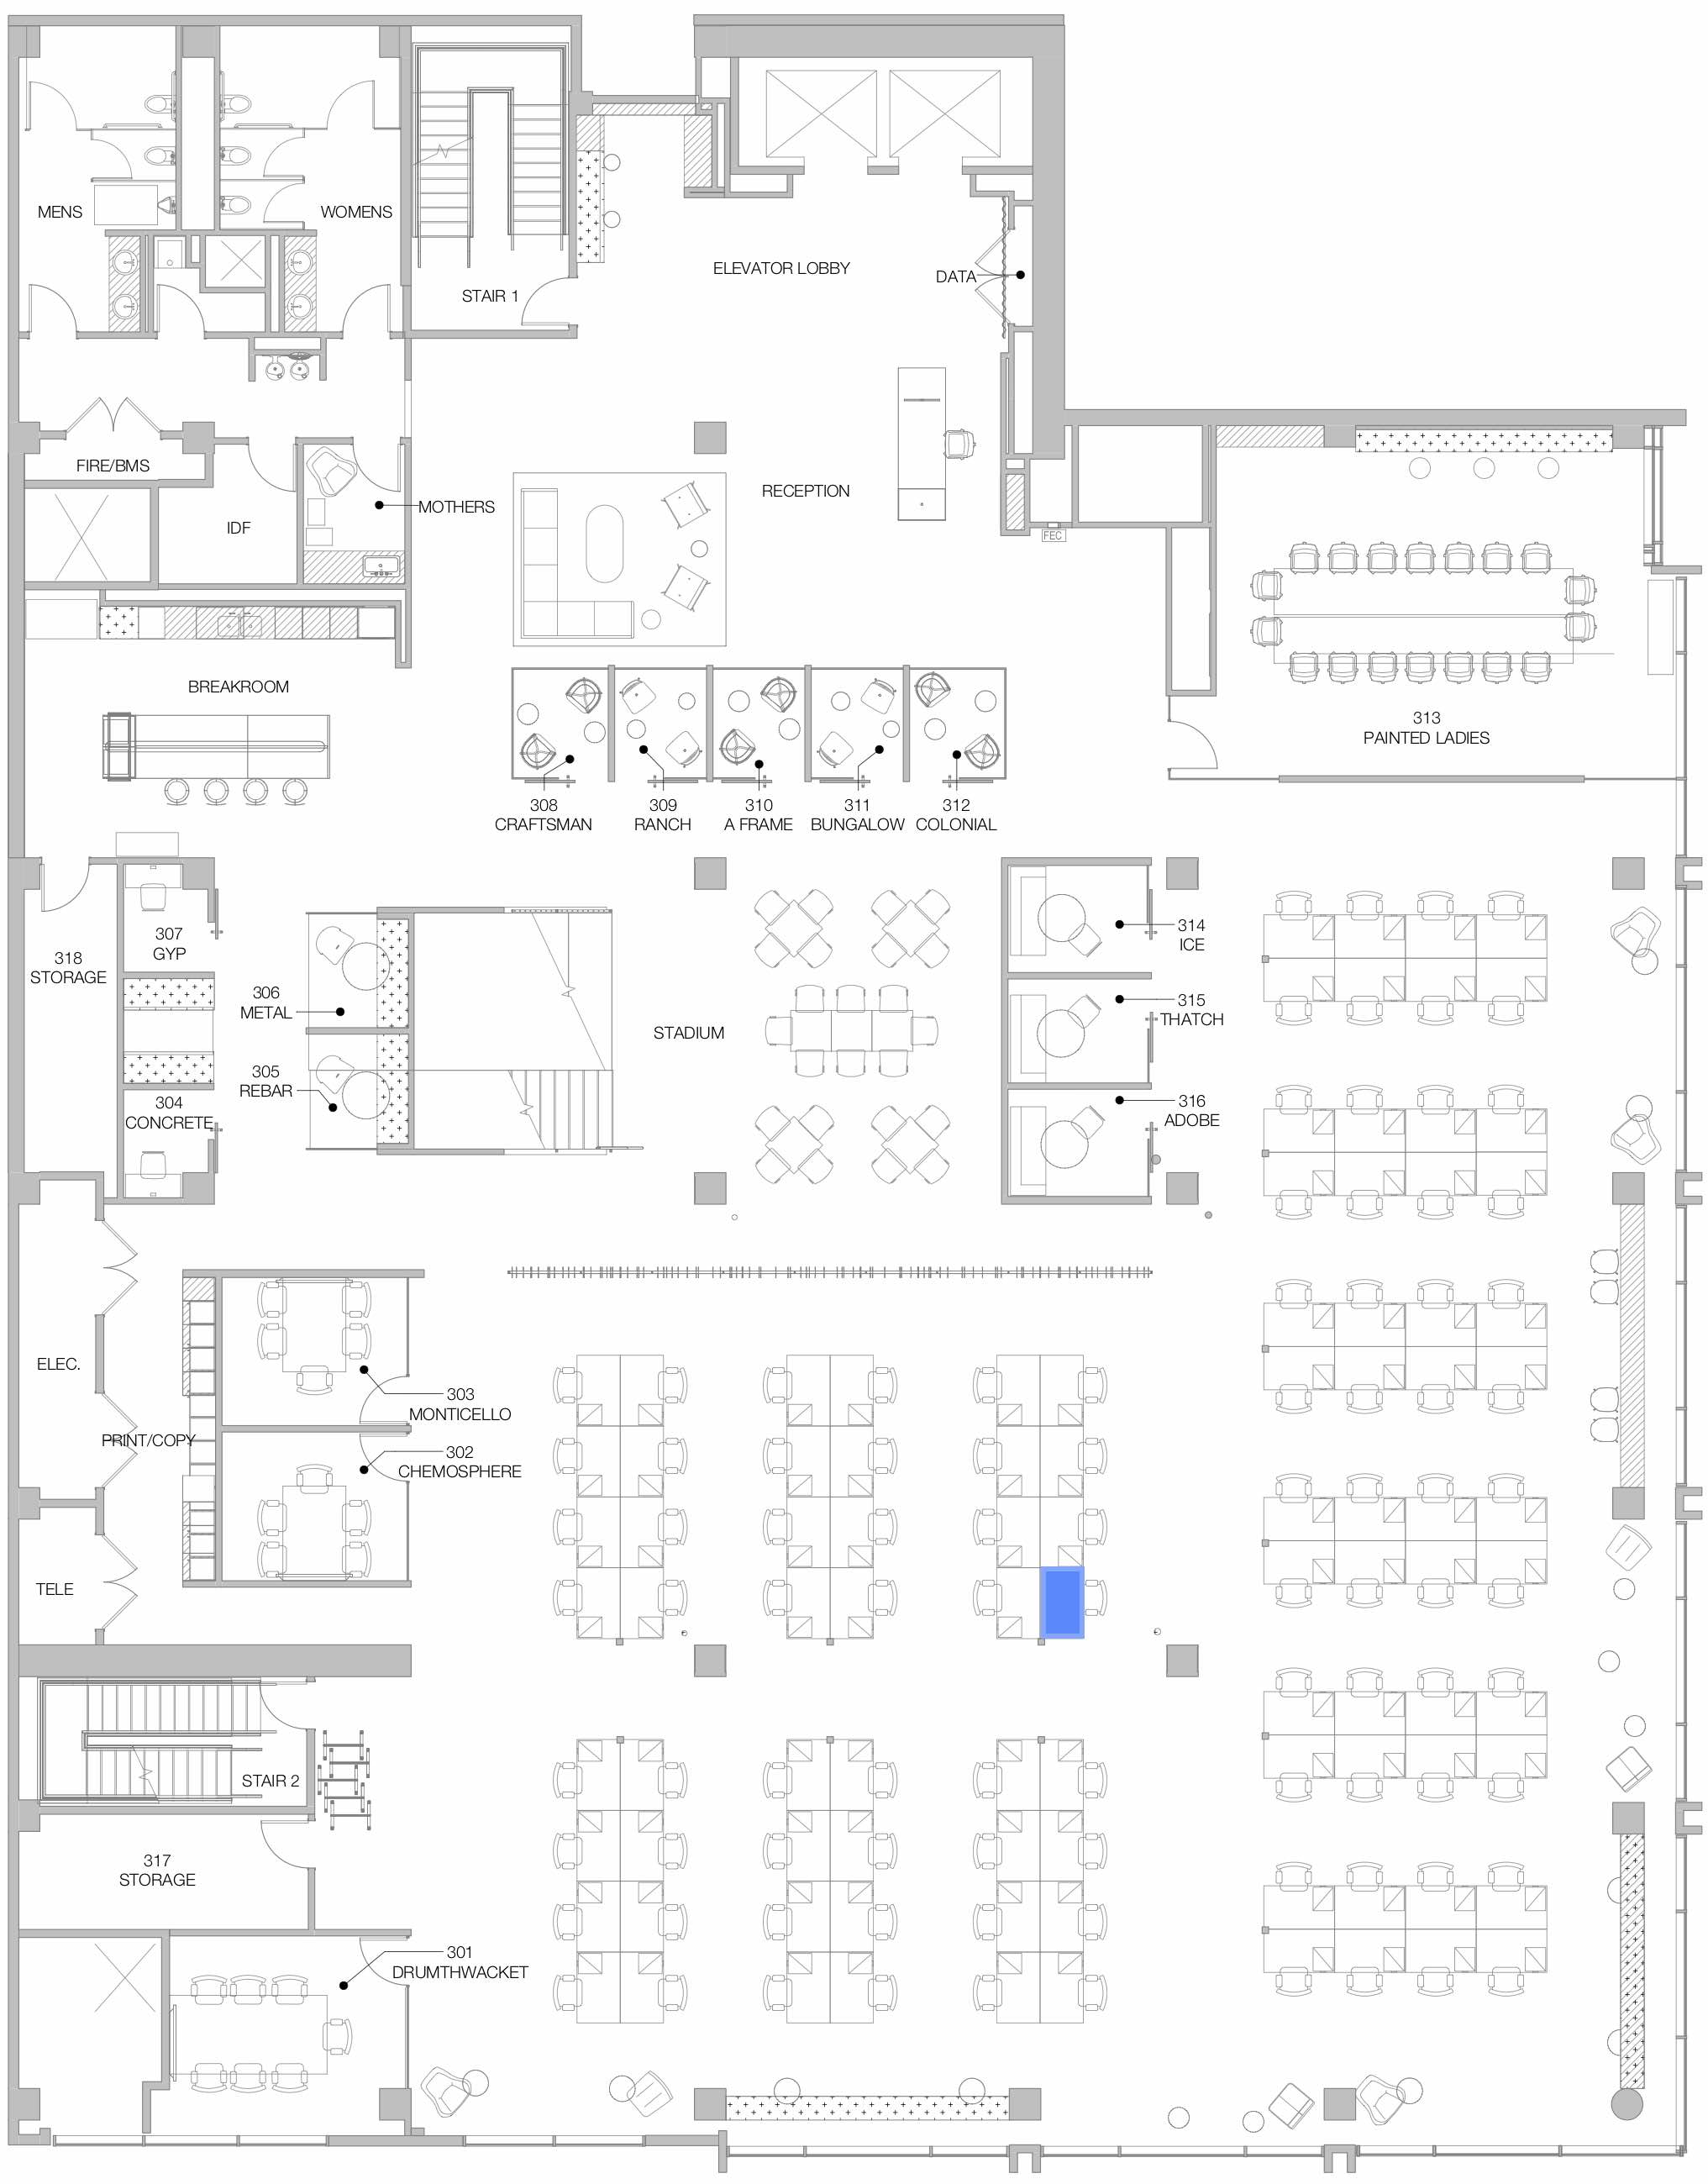 MENS
WOMENS
STAIR 1
ELEVATOR LOBBY
DATA
FIRE/BMS
IDF
MOTHERS
RECEPTION
FEC
BREAKROOM
313
PAINTED LADIES
308
CRAFTSMAN
309
RANCH
310
A FRAME
311
BUNGALOW
312
COLONIAL
318
STORAGE
307
GYP
306
METAL
305
REBAR
304
CONCRETE
STADIUM
314
ICE
315
THATCH
316
ADOBE
ELEC.
PRINT/COPY
303
MONTICELLO
302
CHEMOSPHERE
TELE
STAIR 2
317
STORAGE
301
DRUMTHWACKET